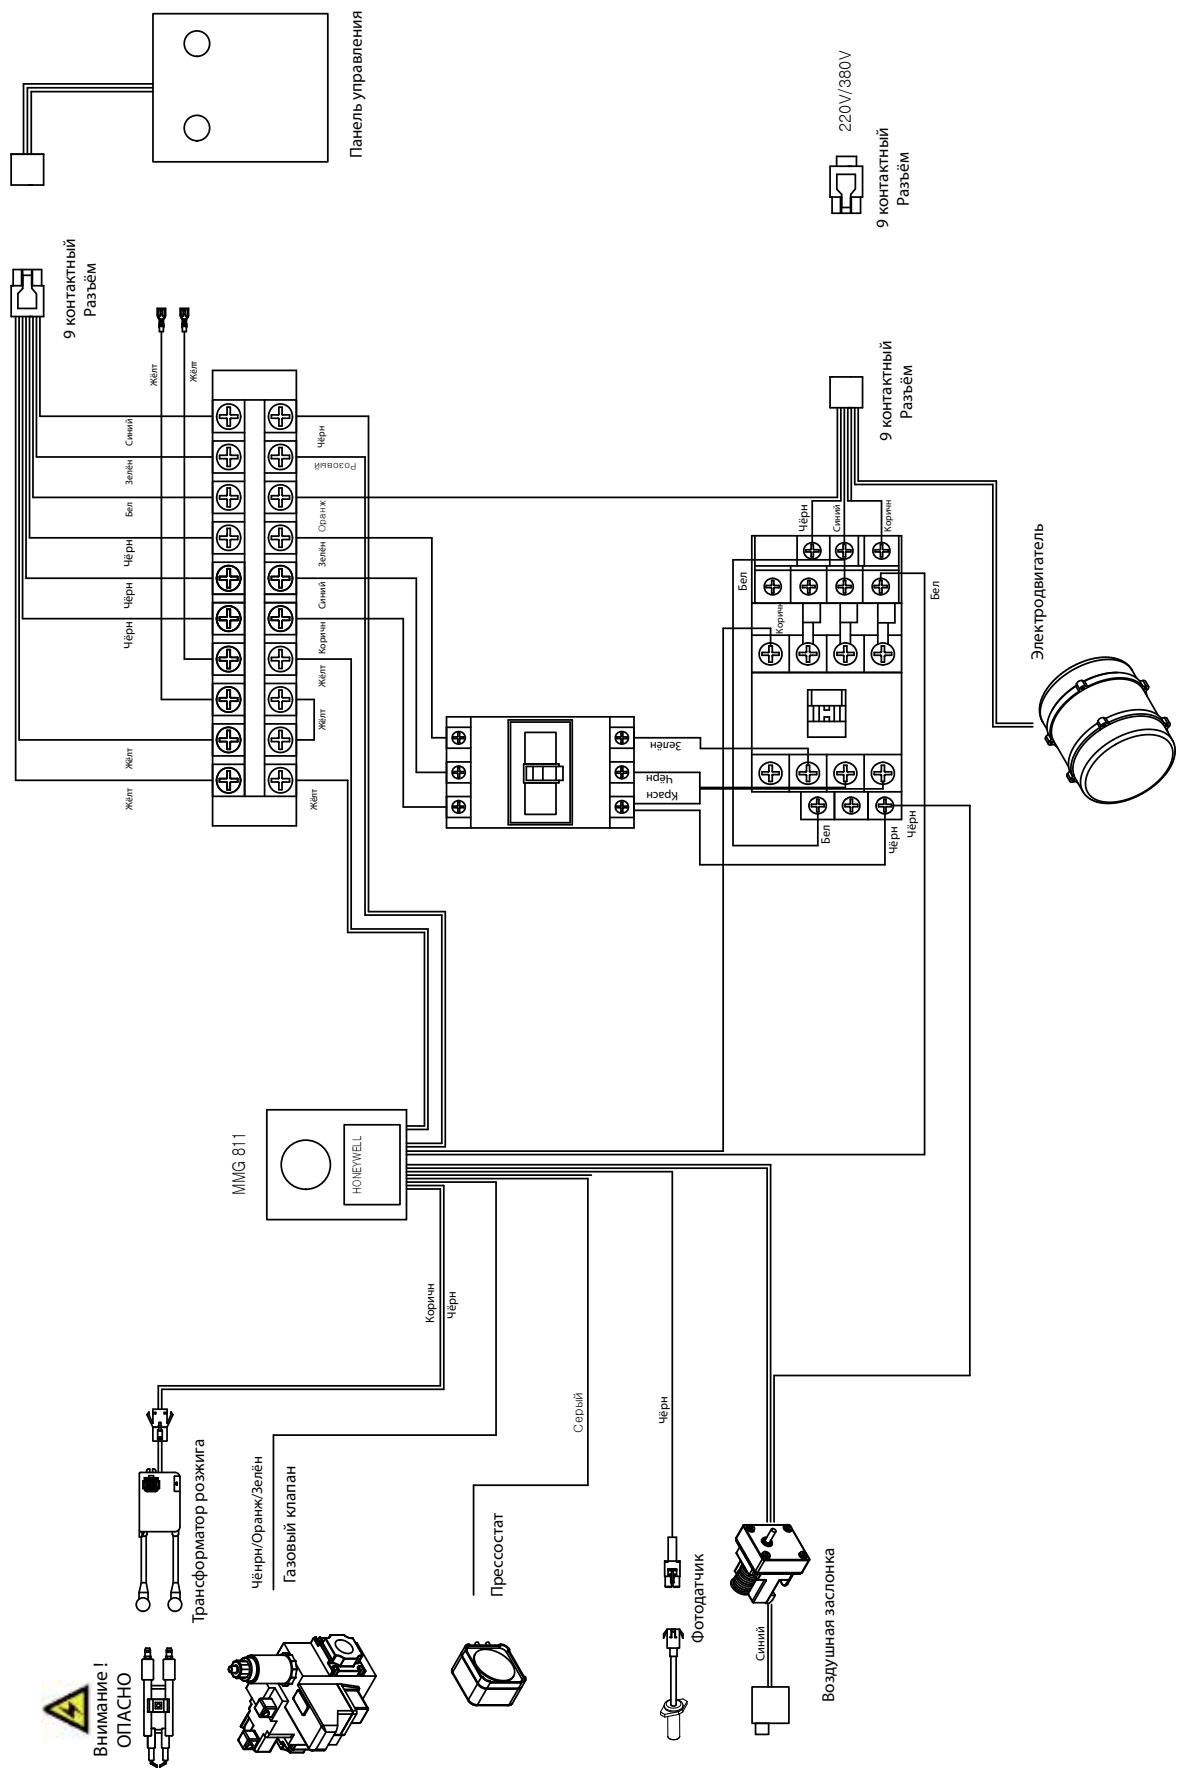 Панель управления
220V/380V
9 контактный
Разъём
9 контактный
Разъём
9 контактный
Разъём
Жёлт
Жёлт
Синий
Зелён
Бел
Чёрн
Чёрн
Чёрн
Жёлт
Жёлт
Чёрн
Розовый
Оранж
Зелён
Синий
Коричн
Жёлт
Жёлт
Жёлт
Чёрн
Синий
Коричн
Бел
Коричн
Бел
Зелён
Чёрн
Красн
Бел
Чёрн
Чёрн
Электродвигатель
MMG 811
HONEYWELL
Коричн
Чёрн
Трансформатор розжига
Чёнрн/Оранж/Зелён
Газовый клапан
Серый
Прессостат
Чёрн
Фотодатчик
Синий
Воздушная заслонка
Внимание !
ОПАСНО